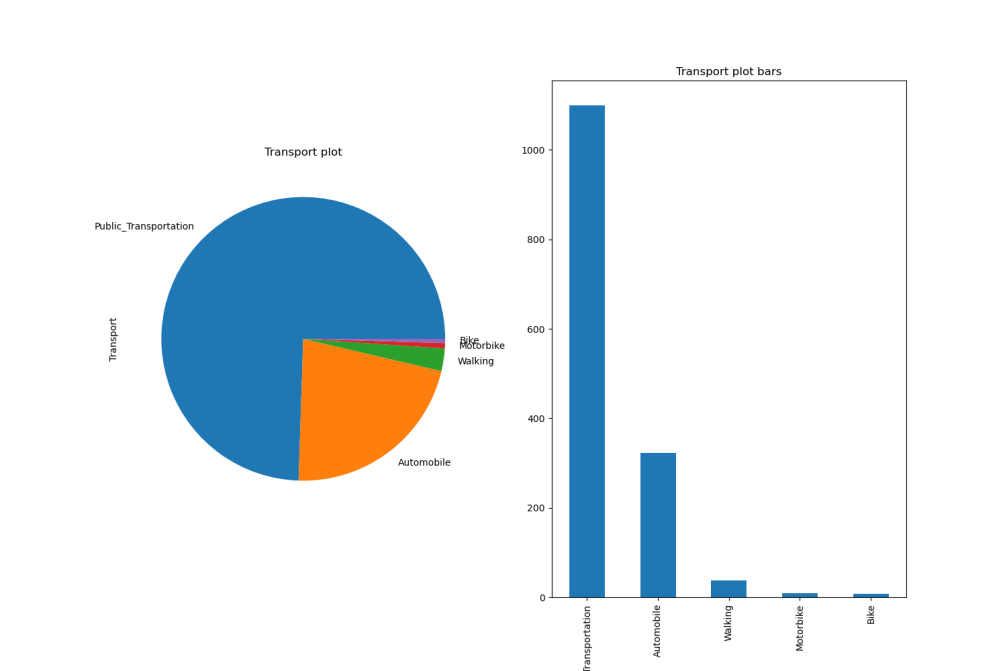 Transport plot
Public_Transportation
Transport
Bike
Motorbike
Walking
Automobile
Transport plot bars
1000
800
600
400
200
0
Transportation
Automobile
Walking
Motorbike
Bike